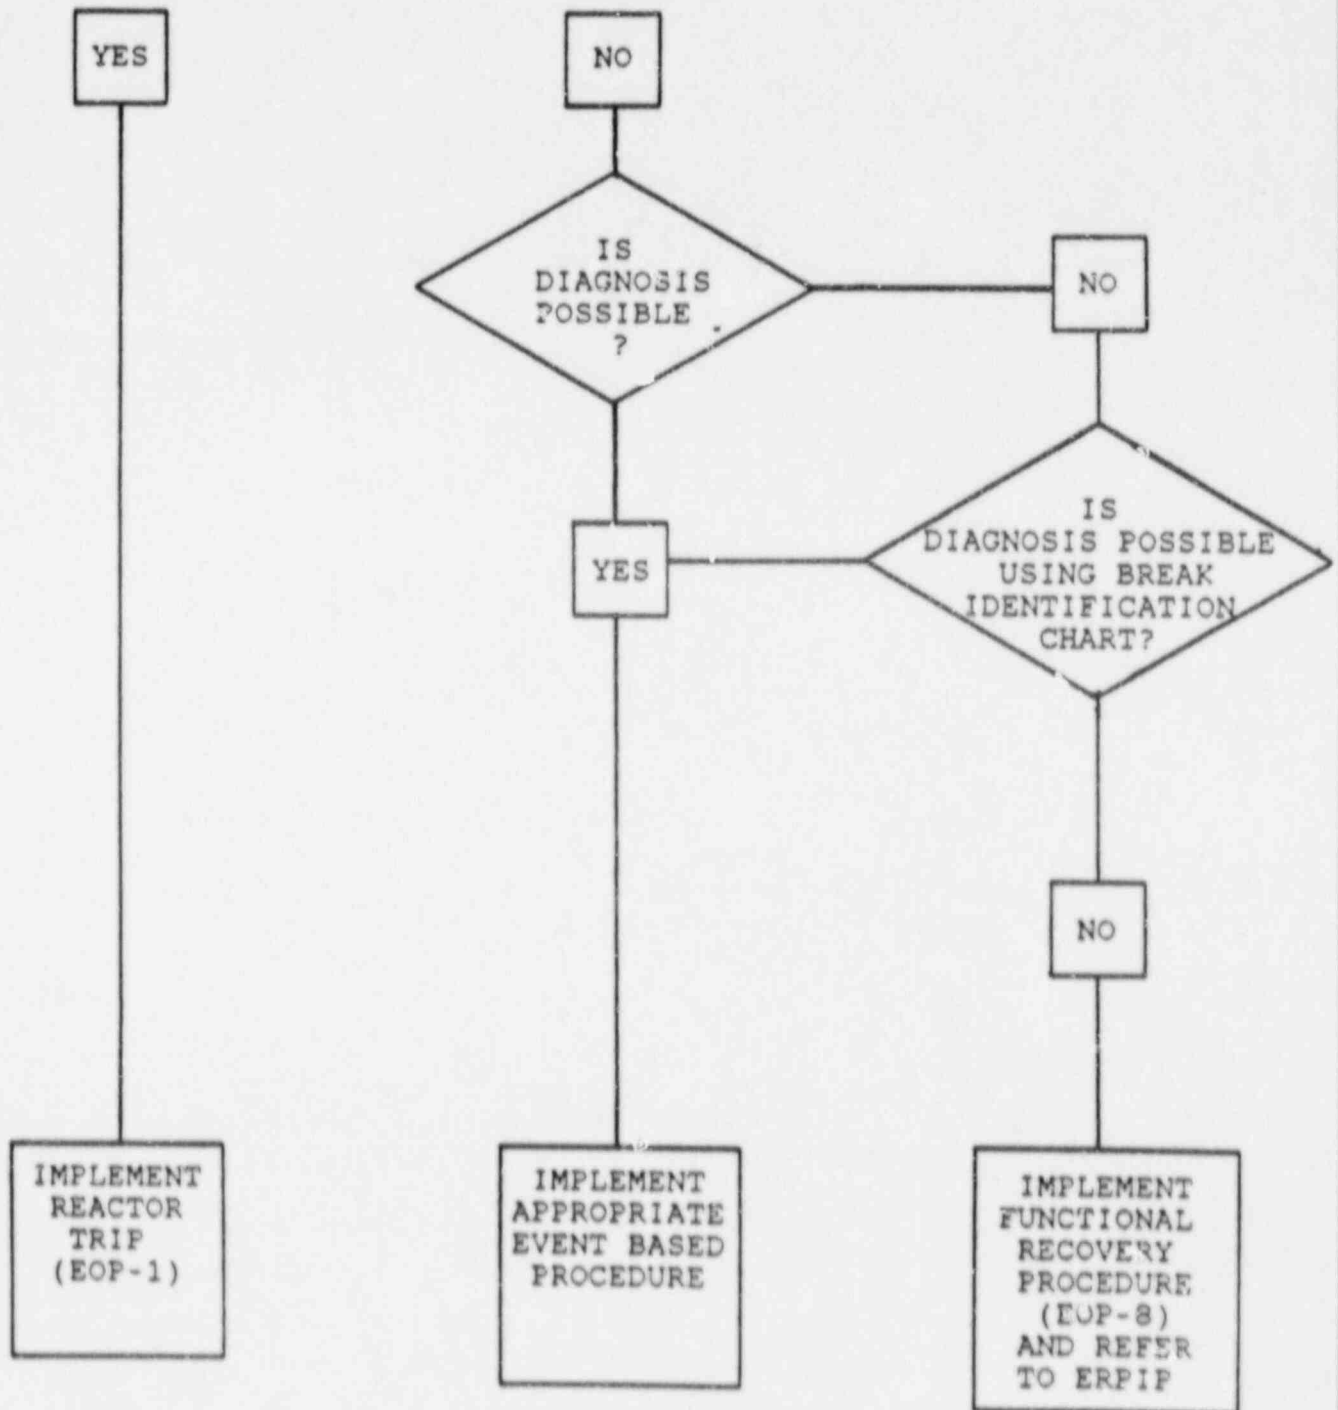 YES
NO
IS
DIAGNOSIS
POSSIBLE
?
NO
IS
DIAGNOSIS POSSIBLE
USING BREAK
IDENTIFICATION
CHART?
YES
NO
IMPLEMENT
REACTOR
TRIP
(EOP-1)
IMPLEMENT
APPROPRIATE
EVENT BASED
PROCEDURE
IMPLEMENT
FUNCTIONAL
RECOVERY
PROCEDURE
(EOP-8)
AND REFER
TO ERPIP